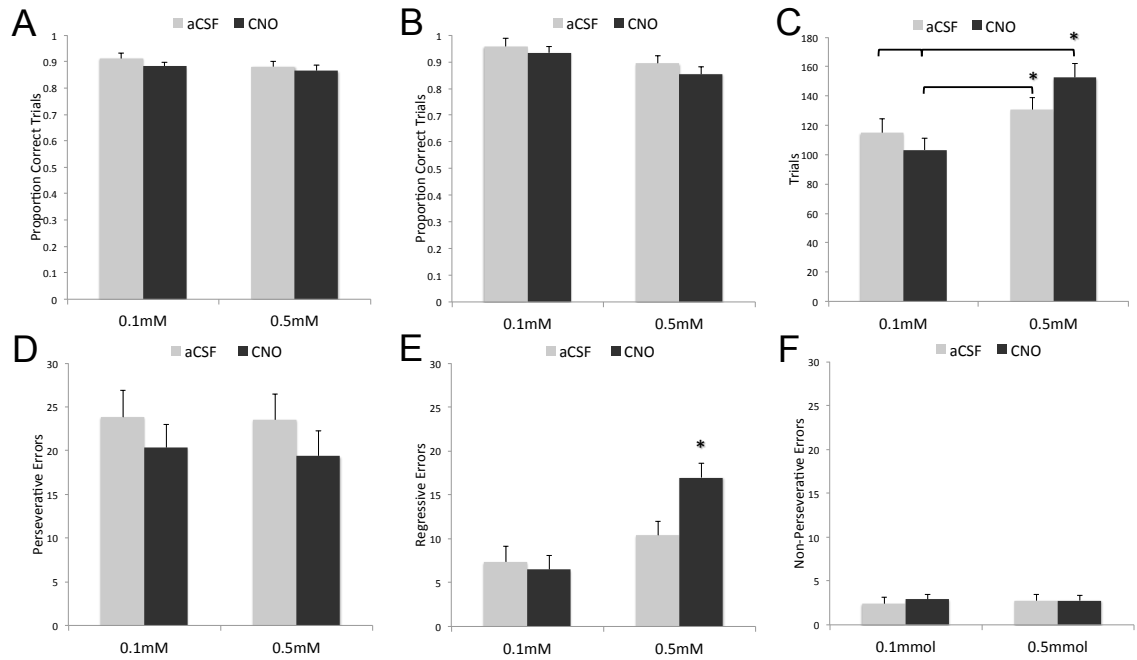 A
aCSF CNO
Proportion Correct Trials
1
0.9
0.8
0.7
0.6
0.5
0.4
0.3
0.2
0.1
0
0.1mM 0.5mM
B
aCSF CNO
Proportion Correct Trials
1
0.9
0.8
0.7
0.6
0.5
0.4
0.3
0.2
0.1
0
0.1mM 0.5mM
C
aCSF CNO
Trials
180
160
140
120
100
80
60
40
20
0
*
*
0.1mM 0.5mM
D
aCSF CNO
Perseverative Errors
30
25
20
15
10
5
0
0.1mM 0.5mM
E
aCSF CNO
Regressive Errors
30
25
20
15
10
5
0
*
0.1mM 0.5mM
F
aCSF CNO
Non-Perseverative Errors
30
25
20
15
10
5
0
0.1mmol 0.5mmol